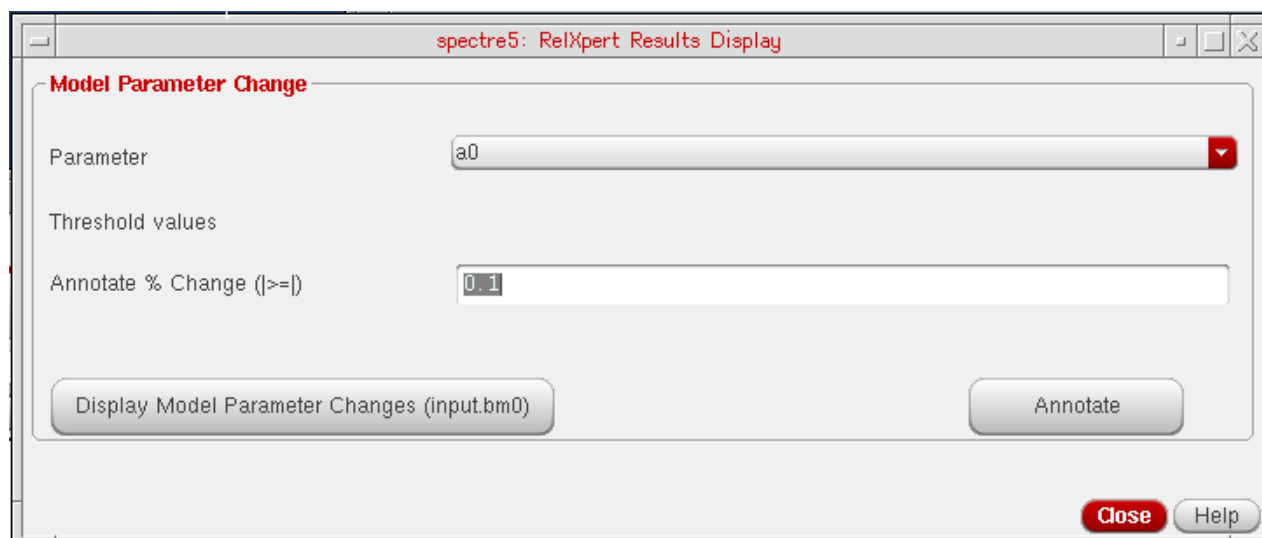 spectre5: RelXpert Results Display
Model Parameter Change
Parameter
a0
Threshold values
Annotate % Change (|>=|)
0.1
Display Model Parameter Changes (input.bm0)
Annotate
Close
Help